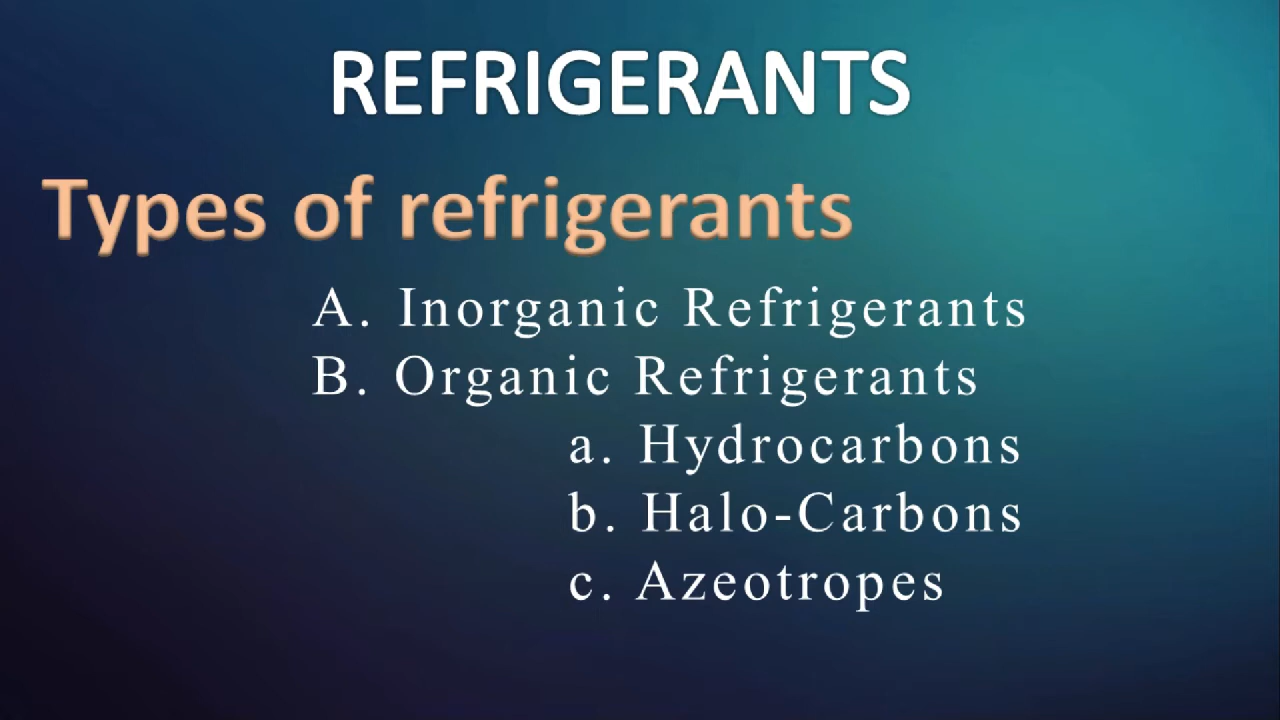 REFRIGERANTS
Types of refrigerants
A. Inorganic Refrigerants
B. Organic Refrigerants
a. Hydrocarbons
b. Halo-Carbons
c. Azeotropes